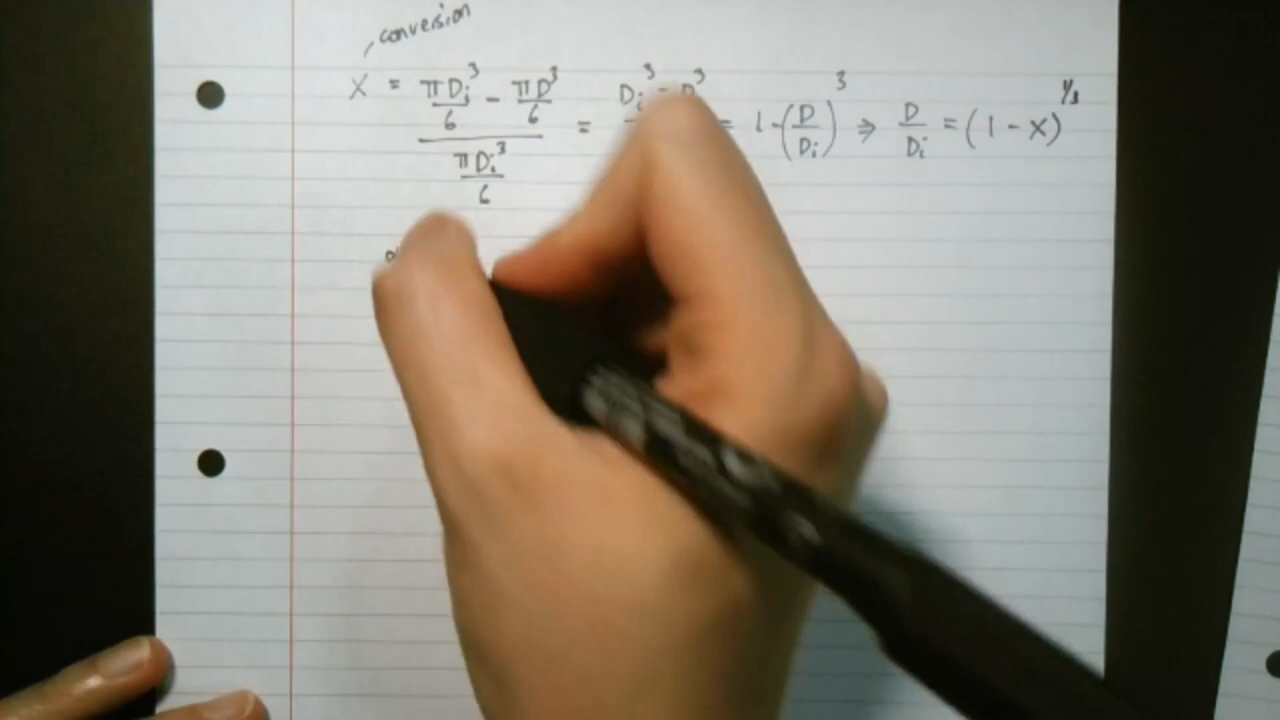 , conversion
X = (πDi³/6 - πD³/6) / (πDi³/6) = Di³ - D³ = 1 - (D/Di)³ ⇒ D/Di = (1 - X)^1/3